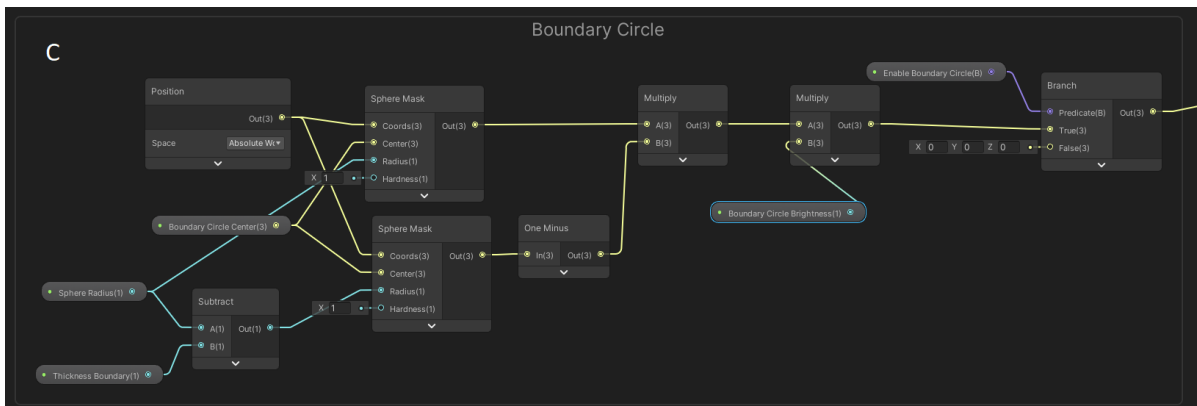 Boundary Circle
C
Position
Out(3)
Space Absolute Wo
Sphere Mask
Coords(3) Out(3)
Center(3)
Radius(1)
X 1 Hardness(1)
Boundary Circle Center(3)
Sphere Mask
Coords(3) Out(3)
Center(3)
Radius(1)
X 1 Hardness(1)
Sphere Radius(1)
Subtract
A(1) Out(1)
B(1)
Thickness Boundary(1)
One Minus
In(3) Out(3)
Multiply
A(3) Out(3)
B(3)
Multiply
A(3) Out(3)
B(3)
Boundary Circle Brightness(1)
Enable Boundary Circle(B)
Branch
Predicate(B) Out(3)
True(3)
X 0 Y 0 Z 0 False(3)